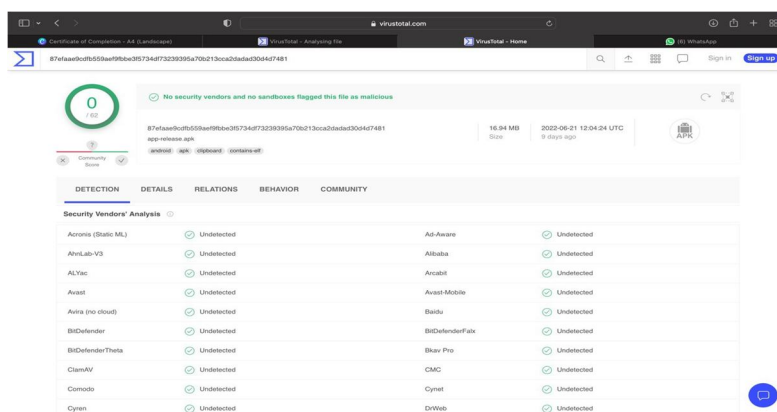 virustotal.com
Certificate of Completion - A4 (Landscape)
VirusTotal - Analysing file
VirusTotal - Home
(6) WhatsApp
87efaae9cdfb559aef9fbbe3f5734df73239395a70b213cca2dadad30d4d7481
Sign in
Sign up
0
/ 62
?
Community
Score
No security vendors and no sandboxes flagged this file as malicious
87efaae9cdfb559aef9fbbe3f5734df73239395a70b213cca2dadad30d4d7481
app-release.apk
android apk clipboard contains-elf
16.94 MB
Size
2022-06-21 12:04:24 UTC
9 days ago
APK
DETECTION DETAILS RELATIONS BEHAVIOR COMMUNITY
Security Vendors' Analysis
Acronis (Static ML) Undetected Ad-Aware Undetected
AhnLab-V3 Undetected Alibaba Undetected
ALYac Undetected Arcabit Undetected
Avast Undetected Avast-Mobile Undetected
Avira (no cloud) Undetected Baidu Undetected
BitDefender Undetected BitDefenderFalx Undetected
BitDefenderTheta Undetected Bkav Pro Undetected
ClamAV Undetected CMC Undetected
Comodo Undetected Cynet Undetected
Cyren Undetected DrWeb Undetected